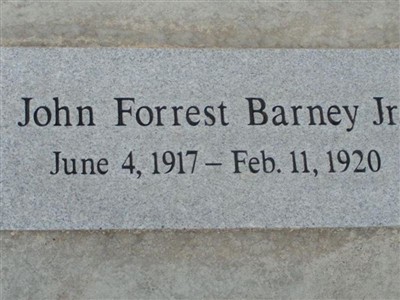 John Forrest Barney Jr
June 4, 1917 – Feb. 11, 1920